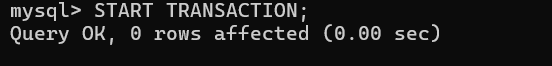 mysql> START TRANSACTION;
Query OK, 0 rows affected (0.00 sec)